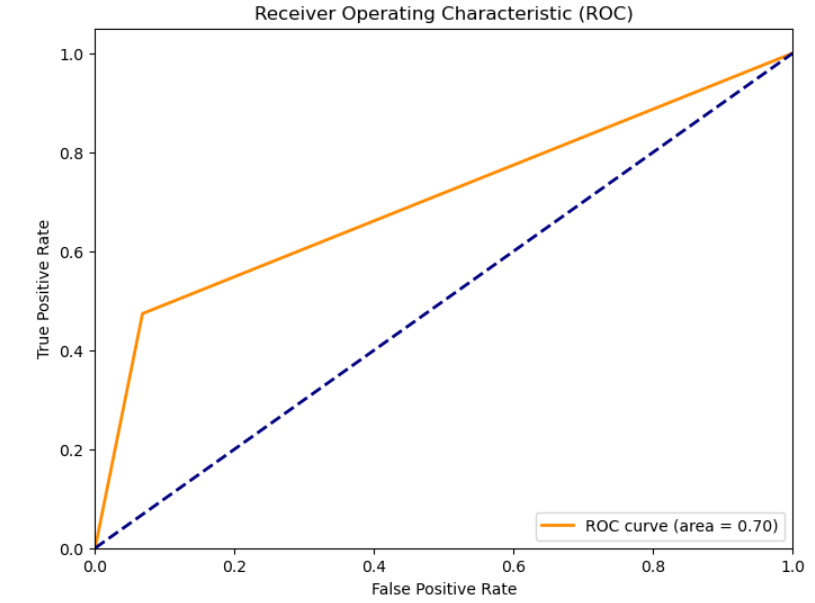 Receiver Operating Characteristic (ROC)
1.0
0.8
0.6
0.4
0.2
0.0
True Positive Rate
ROC curve (area = 0.70)
0.0 0.2 0.4 0.6 0.8 1.0
False Positive Rate